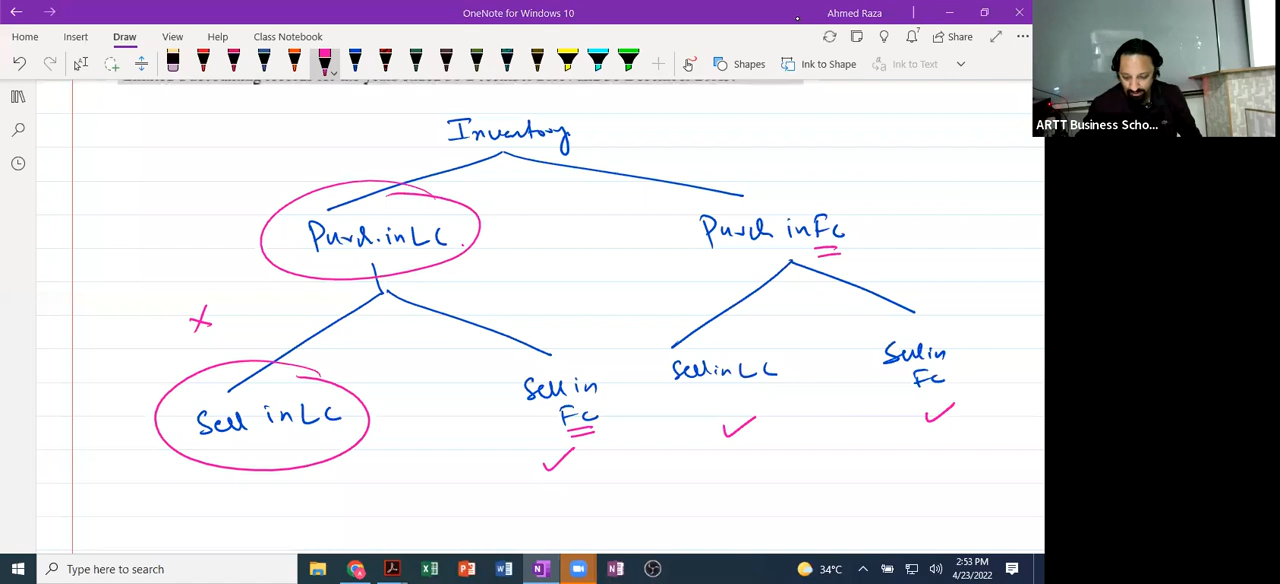 OneNote for Windows 10
Ahmed Raza
Home Insert Draw View Help Class Notebook
Share
Shapes
Ink to Shape
Ink to Text
ARTT Business Scho...
Inventory
Purch. in LC
Purch in FC
Sell in LC
Sell in
FC
Sell in LC
Sell in
FC
Type here to search
34°C
2:53 PM
4/23/2022